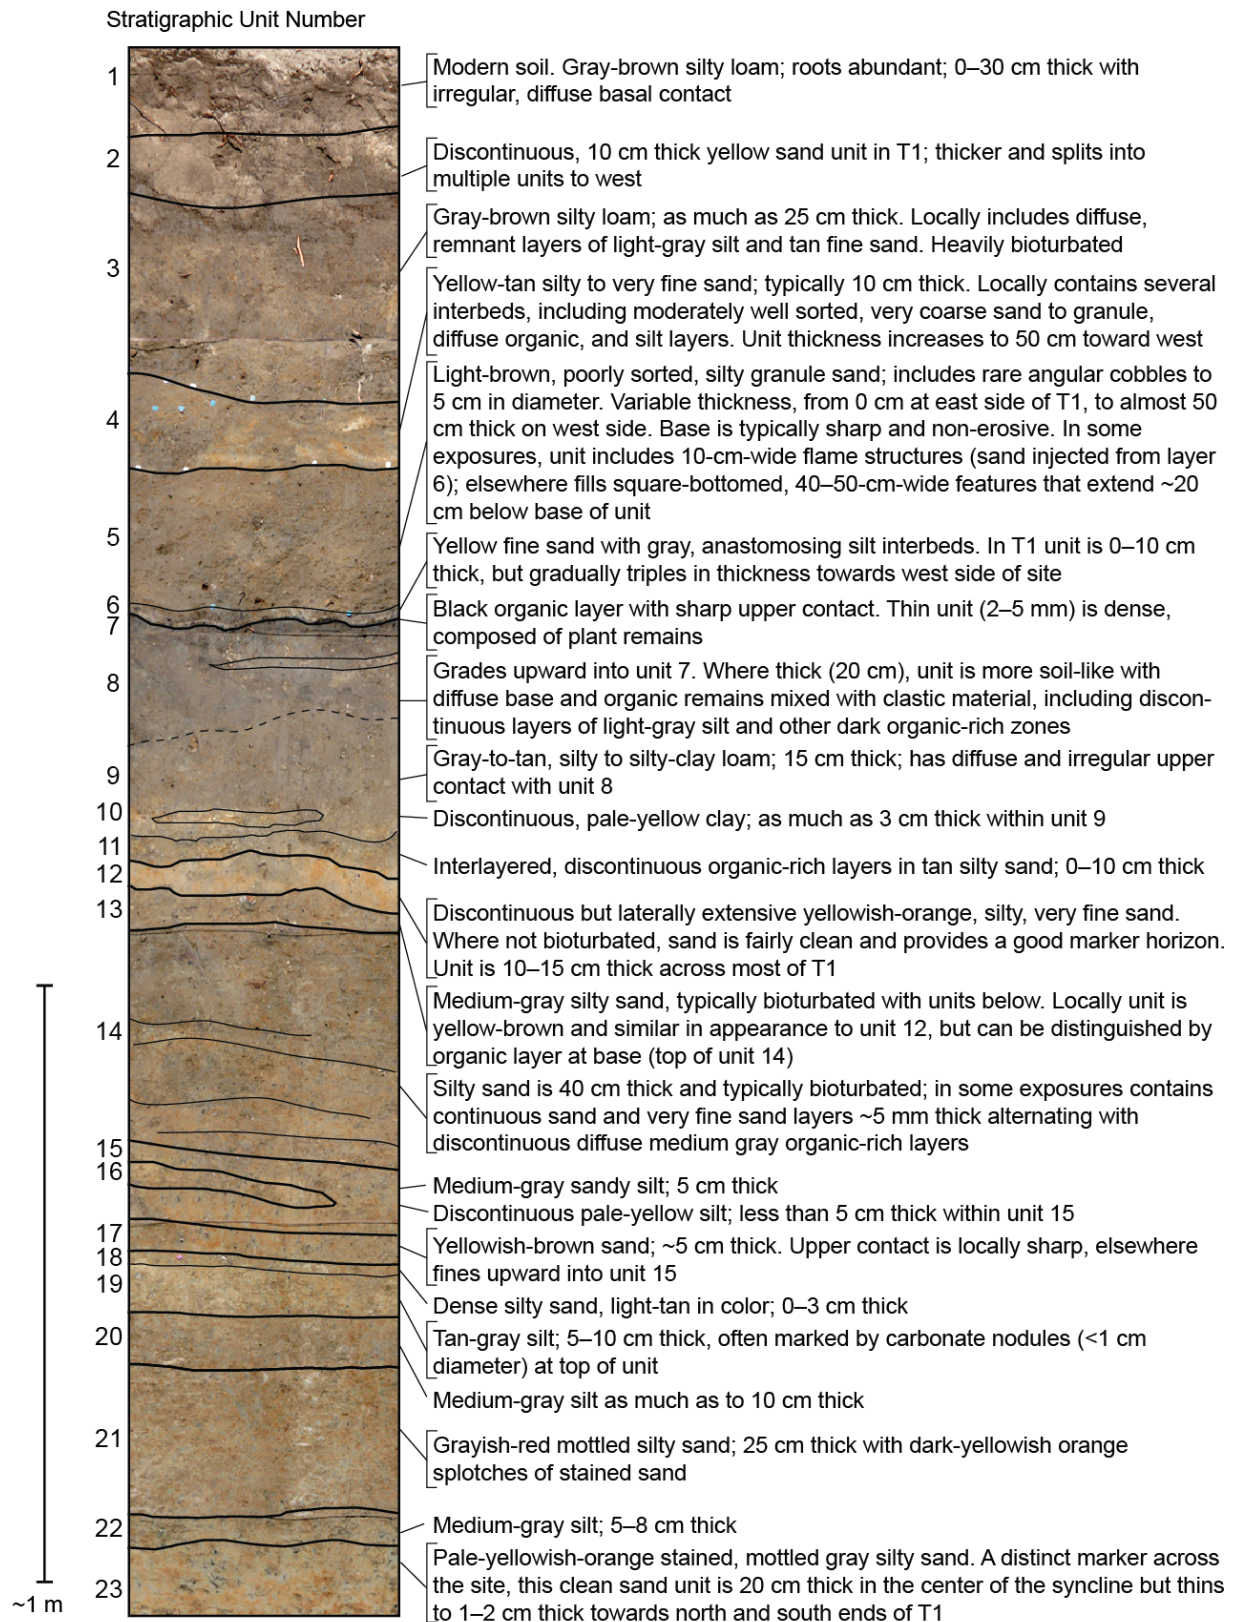 Stratigraphic Unit Number
1
Modern soil. Gray-brown silty loam; roots abundant; 0–30 cm thick with
irregular, diffuse basal contact
2
Discontinuous, 10 cm thick yellow sand unit in T1; thicker and splits into
multiple units to west
3
Gray-brown silty loam; as much as 25 cm thick. Locally includes diffuse,
remnant layers of light-gray silt and tan fine sand. Heavily bioturbated
4
Yellow-tan silty to very fine sand; typically 10 cm thick. Locally contains several
interbeds, including moderately well sorted, very coarse sand to granule,
diffuse organic, and silt layers. Unit thickness increases to 50 cm toward west
5
Light-brown, poorly sorted, silty granule sand; includes rare angular cobbles to
5 cm in diameter. Variable thickness, from 0 cm at east side of T1, to almost 50
cm thick on west side. Base is typically sharp and non-erosive. In some
exposures, unit includes 10-cm-wide flame structures (sand injected from layer
6); elsewhere fills square-bottomed, 40–50-cm-wide features that extend ~20
cm below base of unit
6
Yellow fine sand with gray, anastomosing silt interbeds. In T1 unit is 0–10 cm
thick, but gradually triples in thickness towards west side of site
7
Black organic layer with sharp upper contact. Thin unit (2–5 mm) is dense,
composed of plant remains
8
Grades upward into unit 7. Where thick (20 cm), unit is more soil-like with
diffuse base and organic remains mixed with clastic material, including discon-
tinuous layers of light-gray silt and other dark organic-rich zones
9
Gray-to-tan, silty to silty-clay loam; 15 cm thick; has diffuse and irregular upper
contact with unit 8
10
Discontinuous, pale-yellow clay; as much as 3 cm thick within unit 9
11
Interlayered, discontinuous organic-rich layers in tan silty sand; 0–10 cm thick
12
Discontinuous but laterally extensive yellowish-orange, silty, very fine sand.
Where not bioturbated, sand is fairly clean and provides a good marker horizon.
Unit is 10–15 cm thick across most of T1
13
Medium-gray silty sand, typically bioturbated with units below. Locally unit is
yellow-brown and similar in appearance to unit 12, but can be distinguished by
organic layer at base (top of unit 14)
14
Silty sand is 40 cm thick and typically bioturbated; in some exposures contains
continuous sand and very fine sand layers ~5 mm thick alternating with
discontinuous diffuse medium gray organic-rich layers
15
Medium-gray sandy silt; 5 cm thick
16
Discontinuous pale-yellow silt; less than 5 cm thick within unit 15
17
Yellowish-brown sand; ~5 cm thick. Upper contact is locally sharp, elsewhere
fines upward into unit 15
18
Dense silty sand, light-tan in color; 0–3 cm thick
19
Tan-gray silt; 5–10 cm thick, often marked by carbonate nodules (<1 cm
diameter) at top of unit
20
Medium-gray silt as much as to 10 cm thick
21
Grayish-red mottled silty sand; 25 cm thick with dark-yellowish orange
splotches of stained sand
22
Medium-gray silt; 5–8 cm thick
23
Pale-yellowish-orange stained, mottled gray silty sand. A distinct marker across
the site, this clean sand unit is 20 cm thick in the center of the syncline but thins
to 1–2 cm thick towards north and south ends of T1
~1 m